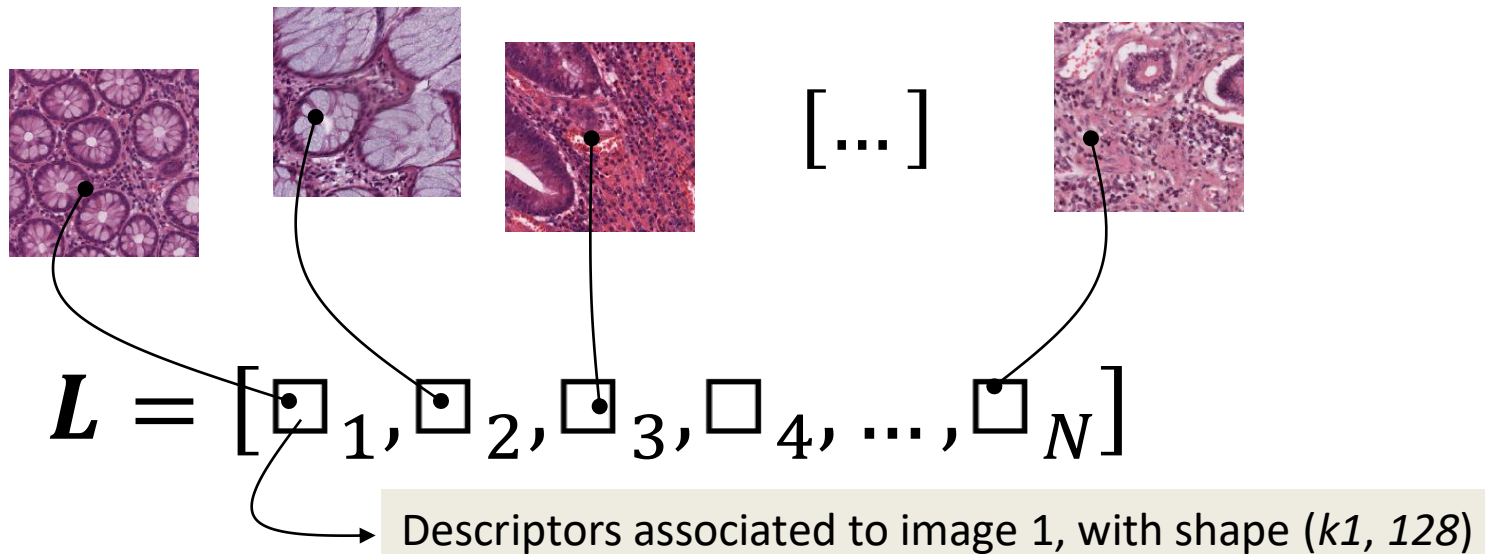 [...]
L = [□₁, □₂, □₃, □₄, ..., □N]
Descriptors associated to image 1, with shape (k1, 128)